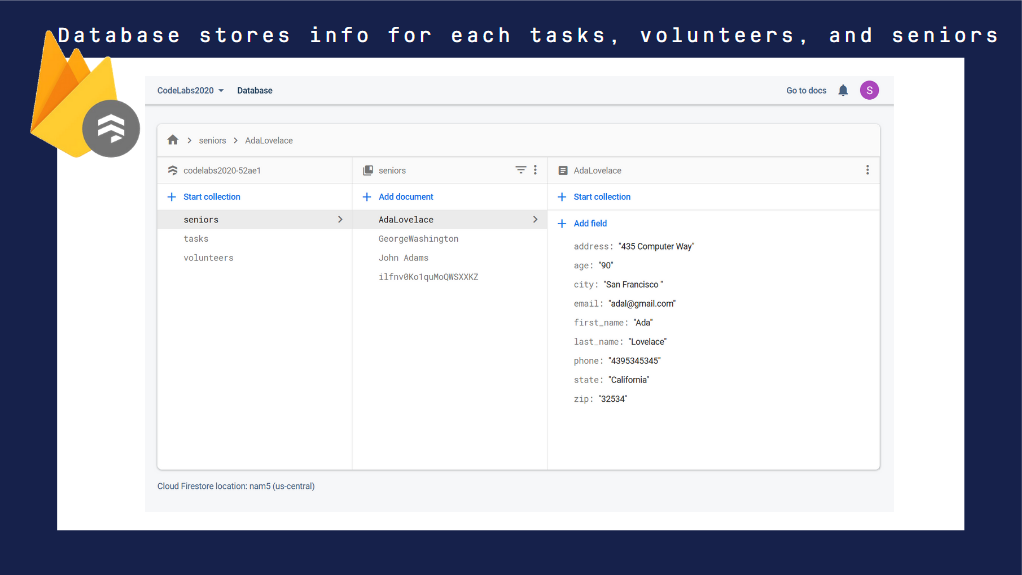 Database stores info for each tasks, volunteers, and seniors
CodeLabs2020 Database Go to docs S
seniors > AdaLovelace
codelabs2020-52ae1 seniors AdaLovelace
+ Start collection + Add document + Start collection
seniors > AdaLovelace > + Add field
tasks GeorgeWashington address: "435 Computer Way"
volunteers John Adams age: "90"
ilfnv0Ko1quMoQWSXXKZ city: "San Francisco "
email: "adal@gmail.com"
first_name: "Ada"
last_name: "Lovelace"
phone: "4395345345"
state: "California"
zip: "32534"
Cloud Firestore location: nam5 (us-central)